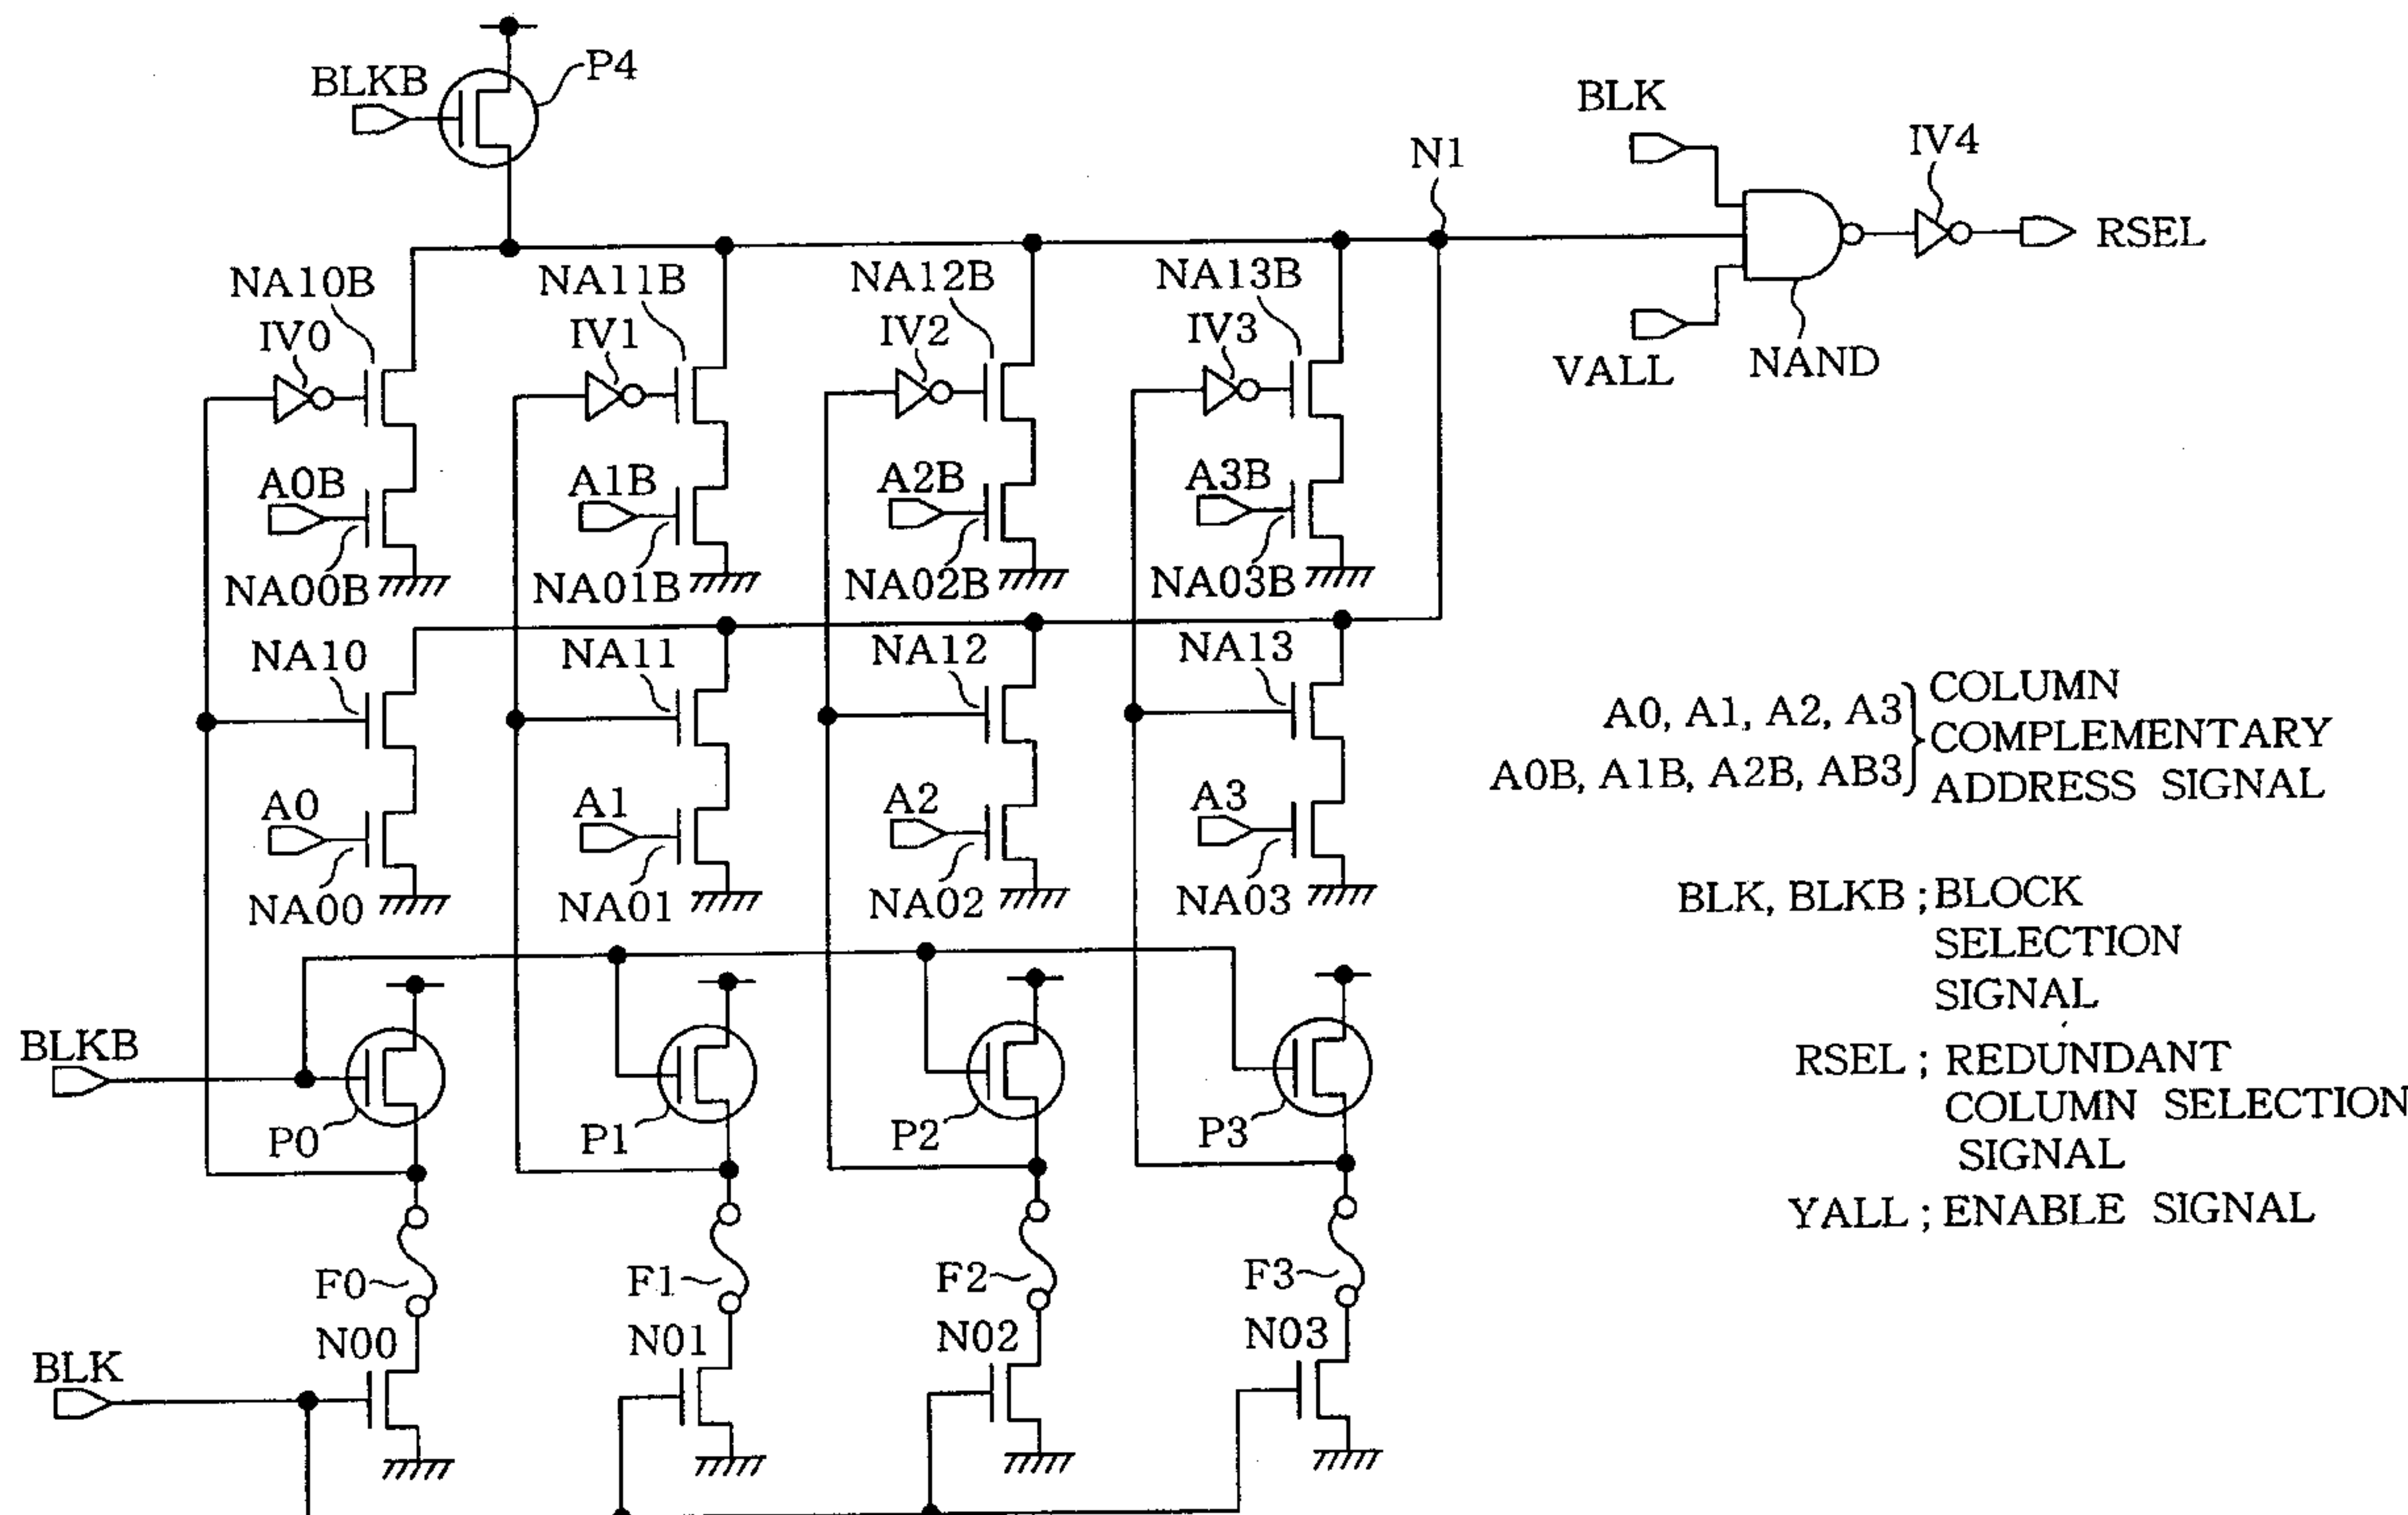 BLKB
P4
BLK
N1
IV4
RSEL
VALL
NAND
NA10B
NA11B
NA12B
NA13B
IV0
IV1
IV2
IV3
A0B
A1B
A2B
A3B
NA00B
NA01B
NA02B
NA03B
NA10
NA11
NA12
NA13
A0
A1
A2
A3
NA00
NA01
NA02
NA03
A0, A1, A2, A3
A0B, A1B, A2B, AB3
COLUMN
COMPLEMENTARY
ADDRESS SIGNAL
BLK, BLKB ; BLOCK
SELECTION
SIGNAL
RSEL ; REDUNDANT
COLUMN SELECTION
SIGNAL
YALL ; ENABLE SIGNAL
BLKB
P0
P1
P2
P3
F0
F1
F2
F3
N00
N01
N02
N03
BLK